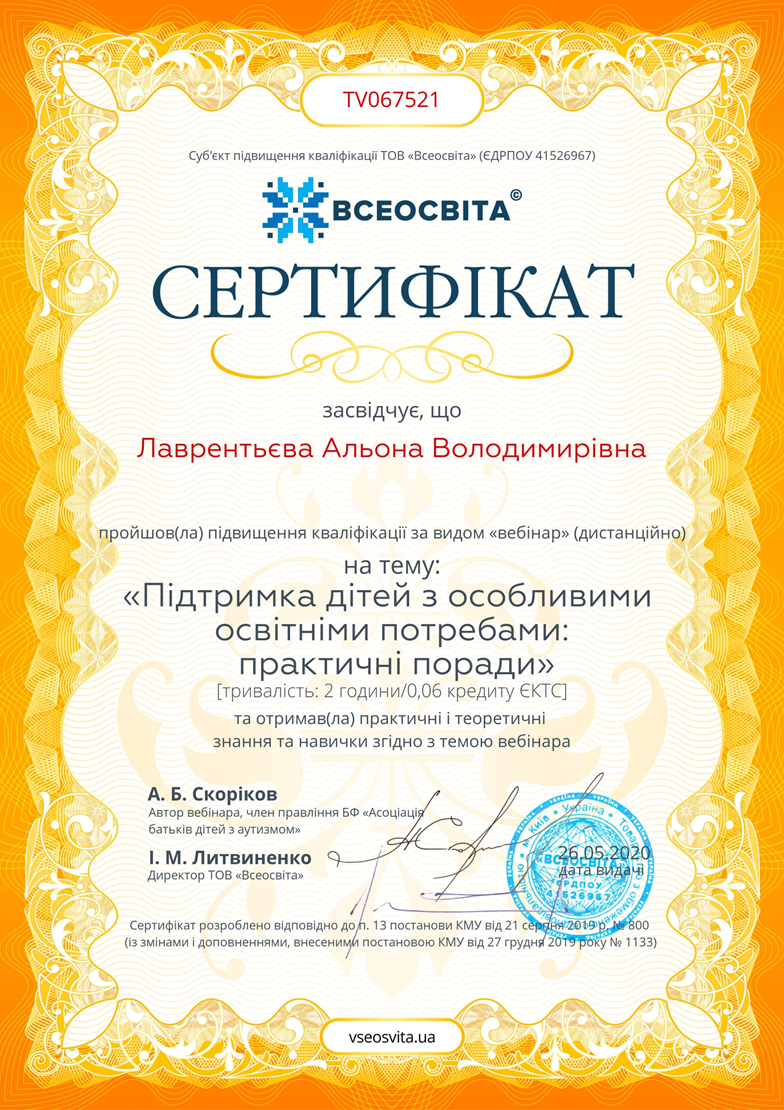 TV067521
Суб'єкт підвищення кваліфікації ТОВ «Всеосвіта» (ЄДРПОУ 41526967)
ВСЕОСВІТА©
СЕРТИФІКАТ
засвідчує, що
Лаврентьєва Альона Володимирівна
пройшов(ла) підвищення кваліфікації за видом «вебінар» (дистанційно)
на тему:
«Підтримка дітей з особливими
освітніми потребами:
практичні поради»
[тривалість: 2 години/0,06 кредиту ЄКТС]
та отримав(ла) практичні і теоретичні
знання та навички згідно з темою вебінара
А. Б. Скоріков
Автор вебінара, член правління БФ «Асоціація
батьків дітей з аутизмом»
І. М. Литвиненко
Директор ТОВ «Всеосвіта»
26.05.2020
дата видачі
«ВСЕОСВІТА»
41526967
Україна
м. Київ
Сертифікат розроблено відповідно до п. 13 постанови КМУ від 21 серпня 2019 р. № 800
(із змінами і доповненнями, внесеними постановою КМУ від 27 грудня 2019 року № 1133)
vseosvita.ua